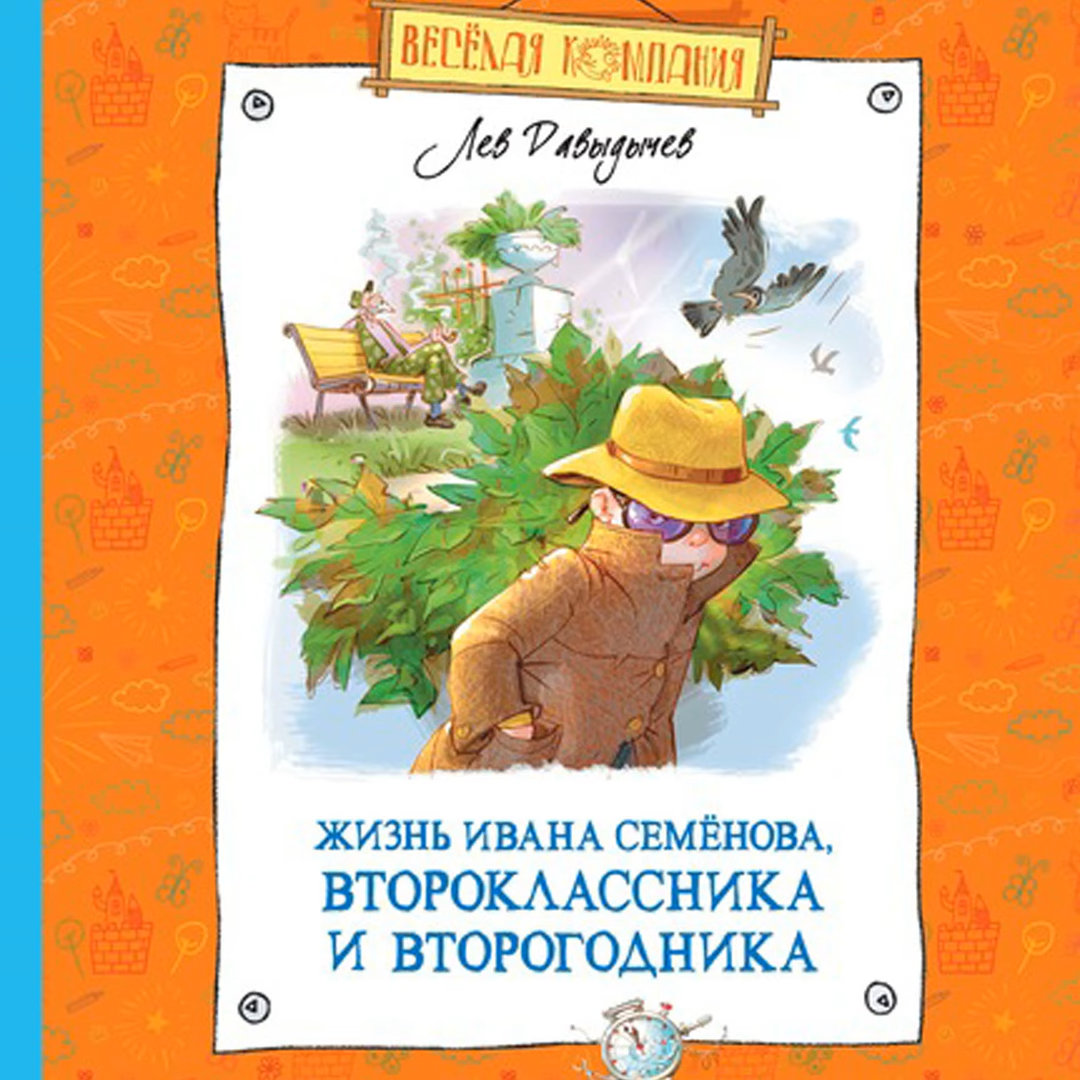 ВЕСЁЛАЯ КОМПАНИЯ
Лев Давыдычев
ЖИЗНЬ ИВАНА СЕМЁНОВА,
ВТОРОКЛАССНИКА
И ВТОРОГОДНИКА